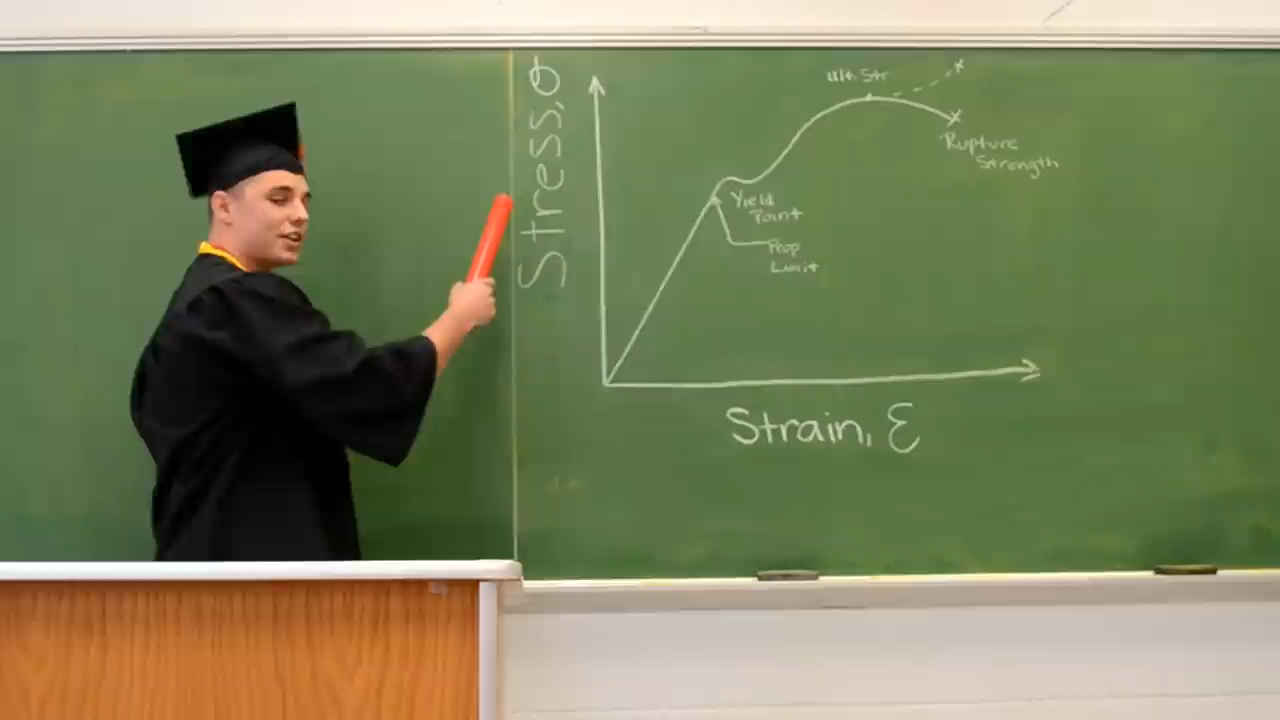 Stress, σ
Ult. Str
Rupture
Strength
Yield
Point
Prop
Limit
Strain, ε